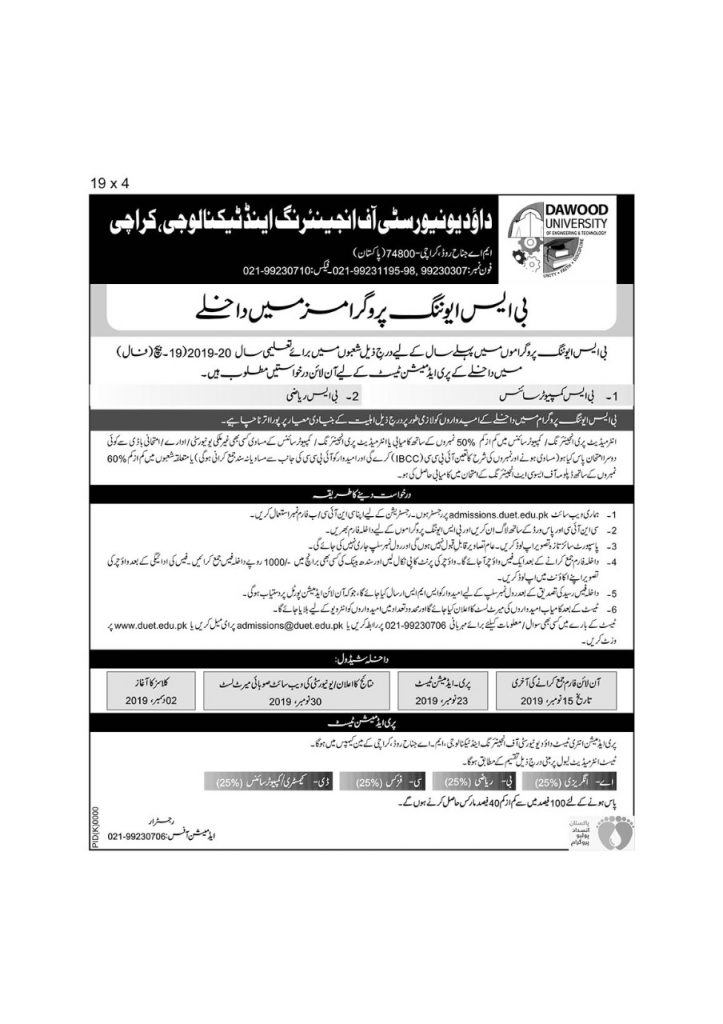 19 x 4
داؤد یونیورسٹی آف انجینئرنگ اینڈ ٹیکنالوجی، کراچی
ایم اے جناح روڈ، کراچی-74800 (پاکستان)
فون نمبر: 99230307 ,98-99231195-021 فیکس: 99230710-021
DAWOOD
UNIVERSITY
OF ENGINEERING & TECHNOLOGY
بی ایس ایوننگ پروگرامز میں داخلے
بی ایس ایوننگ پروگراموں میں پہلے سال کے لیے درج ذیل شعبوں میں برائے تعلیمی سال 20-2019 (19۔بیچ) (فال)
میں داخلے کے پری ایڈمیشن ٹیسٹ کے لیے آن لائن درخواستیں مطلوب ہیں۔
1۔ بی ایس کمپیوٹر سائنس
2۔ بی ایس ریاضی
بی ایس ایوننگ پروگرام میں داخلے کے امیدواروں کو لازمی طور پر درج ذیل اہلیت کے بنیادی معیار پر پورا اترنا چاہیے۔
انٹرمیڈیٹ پری انجینئرنگ / کمپیوٹر سائنس میں کم از کم 50% نمبروں کے ساتھ کامیابی یا انٹرمیڈیٹ پری انجینئرنگ / کمپیوٹر سائنس کے مساوی کسی بھی غیر ملکی یونیورسٹی / ادارے / امتحانی باڈی سے کوئی
دوسرا امتحان پاس کیا ہو (مساوی ہونے اور نمبروں کی شرح کا تعین آئی بی سی سی (IBCC) کرے گی اور امیدوار کو آئی بی سی سی کی جانب سے مساویانہ سند جمع کرانی ہوگی) یا متعلقہ شعبوں میں کم از کم 60%
نمبروں کے ساتھ ڈپلومہ آف ایسوسی ایٹ انجینئرنگ کے امتحان میں کامیابی حاصل کی ہو۔
درخواست دینے کا طریقہ
1۔ ہماری ویب سائٹ admissions.duet.edu.pk پر رجسٹر ہوں۔ رجسٹریشن کے لیے اپنا سی این آئی سی/ب فارم نمبر استعمال کریں۔
2۔ سی این آئی سی اور پاس ورڈ کے ساتھ لاگ ان کریں اور بی ایس ایوننگ پروگراموں کے لیے داخلہ فارم بھریں۔
3۔ پاسپورٹ سائز تازہ تصویر اپ لوڈ کریں۔ عام تصاویر قابل قبول نہیں ہوں گی اور رول نمبر سلپ جاری نہیں کی جائے گی۔
4۔ داخلہ فارم جمع کرانے کے بعد ایک فیس واؤچر آجائے گا۔ واؤچر کی پرنٹ کاپی نکال لیں اور سندھ بینک کی کسی بھی برانچ میں -/1000 روپے داخلہ فیس جمع کرائیں۔ فیس کی ادائیگی کے بعد واؤچر کی
تصویر اپنے اکاؤنٹ میں اپ لوڈ کریں۔
5۔ داخلہ فیس رسید کی تصدیق کے بعد رول نمبر سلپ کے لیے امیدوار کو ایس ایم ایس ارسال کیا جائے گا، جو کہ آن لائن ایڈمیشن پورٹل پر دستیاب ہوگی۔
6۔ ٹیسٹ کے بعد کامیاب امیدواروں کی میرٹ لسٹ کا اعلان کیا جائے گا اور محدود تعداد میں امیدواروں کو انٹرویو کے لیے بلایا جائے گا۔
ٹیسٹ کے بارے میں کسی بھی سوال / معلومات کیلئے برائے مہربانی 99230706-021 پر رابطہ کریں یا admissions@duet.edu.pk پر ای میل کریں یا www.duet.edu.pk پر
وزٹ کریں۔
داخلہ شیڈول:
آن لائن فارم جمع کرانے کی آخری
تاریخ 15 نومبر، 2019
پری۔ ایڈمیشن ٹیسٹ
23 نومبر، 2019
نتائج کا اعلان / یونیورسٹی کی ویب سائٹ صوبائی میرٹ لسٹ
30 نومبر، 2019
کلاسز کا آغاز
02 دسمبر، 2019
پری ایڈمیشن ٹیسٹ
پری ایڈمیشن انٹری ٹیسٹ داؤد یونیورسٹی آف انجینئرنگ اینڈ ٹیکنالوجی، ایم۔ اے جناح روڈ، کراچی کے مین کیمپس میں ہوگا۔
ٹیسٹ انٹرمیڈیٹ لیول پر مبنی درج ذیل تقسیم کے مطابق ہوگا۔
اے- انگریزی (25%)
بی- ریاضی (25%)
سی- فزکس (25%)
ڈی- کیمسٹری/کمپیوٹر سائنس (25%)
پاس ہونے کے لئے 100 فیصد میں سے کم از کم 40 فیصد مارکس حاصل کرنے ہوں گے۔
رجسٹرار
ایڈمیشن آفس: 99230706-021
PID(K)0000
پاکستان
انسداد
پولیو
پروگرام